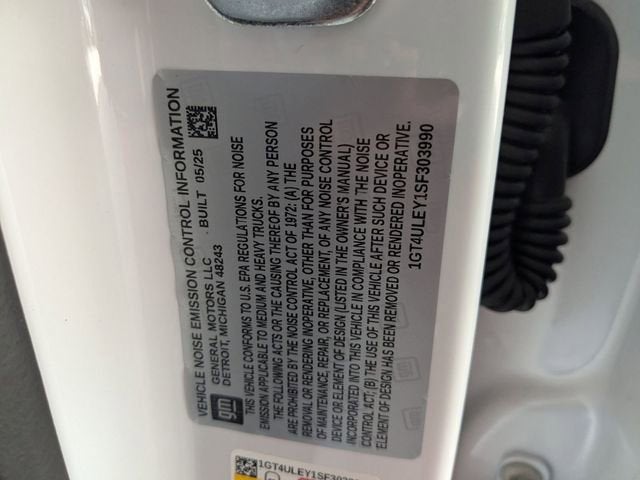 VEHICLE NOISE EMISSION CONTROL INFORMATION
gm
GENERAL MOTORS LLC
DETROIT, MICHIGAN 48243
BUILT 05/25
THIS VEHICLE CONFORMS TO U.S. EPA REGULATIONS FOR NOISE
EMISSION APPLICABLE TO MEDIUM AND HEAVY TRUCKS.
THE FOLLOWING ACTS OR THE CAUSING THEREOF BY ANY PERSON
ARE PROHIBITED BY THE NOISE CONTROL ACT OF 1972: (A) THE
REMOVAL OR RENDERING INOPERATIVE, OTHER THAN FOR PURPOSES
OF MAINTENANCE, REPAIR, OR REPLACEMENT, OF ANY NOISE CONTROL
DEVICE OR ELEMENT OF DESIGN (LISTED IN THE OWNER'S MANUAL)
INCORPORATED INTO THIS VEHICLE IN COMPLIANCE WITH THE NOISE
CONTROL ACT; (B) THE USE OF THIS VEHICLE AFTER SUCH DEVICE OR
ELEMENT OF DESIGN HAS BEEN REMOVED OR RENDERED INOPERATIVE.
1GT4ULEY1SF303990
1GT4ULEY1SF303990